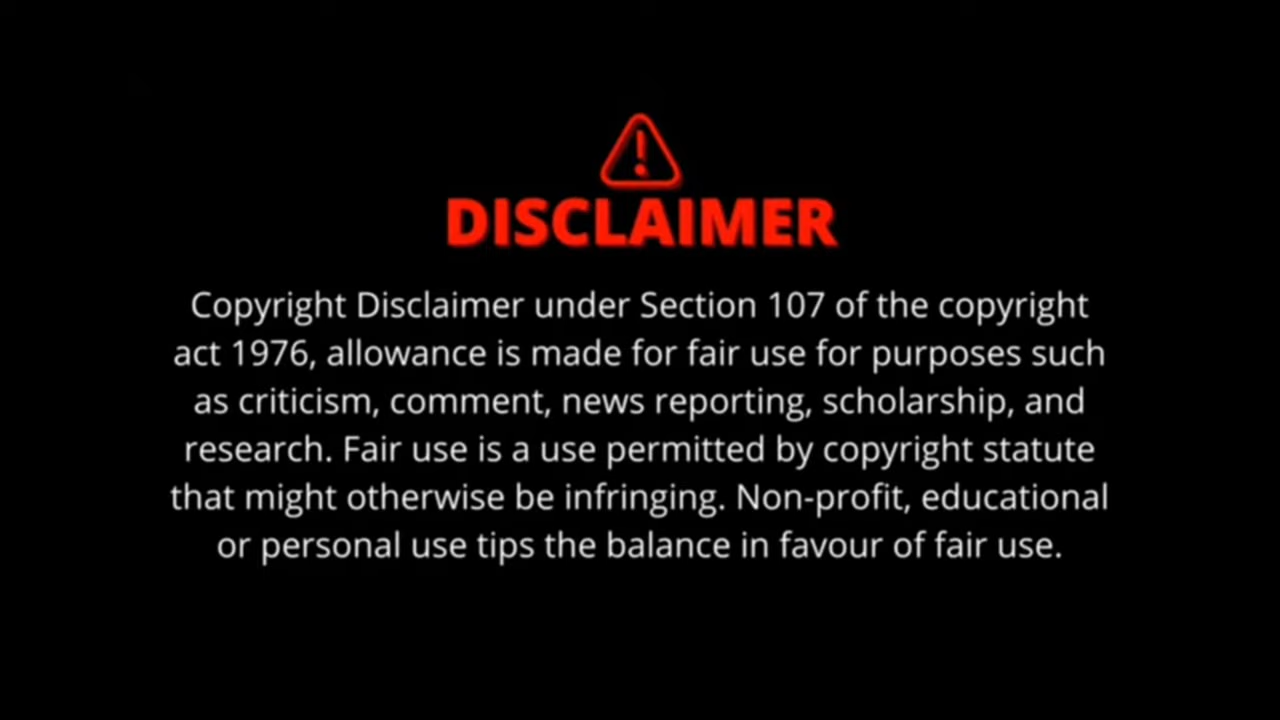 DISCLAIMER
Copyright Disclaimer under Section 107 of the copyright
act 1976, allowance is made for fair use for purposes such
as criticism, comment, news reporting, scholarship, and
research. Fair use is a use permitted by copyright statute
that might otherwise be infringing. Non-profit, educational
or personal use tips the balance in favour of fair use.